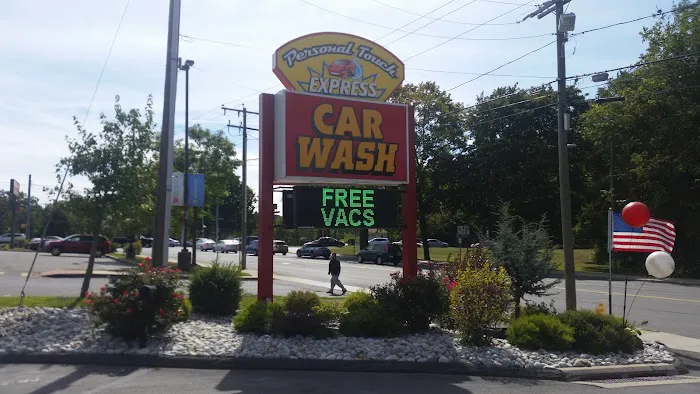 Personal Touch
EXPRESS
CAR
WASH
FREE
VACS